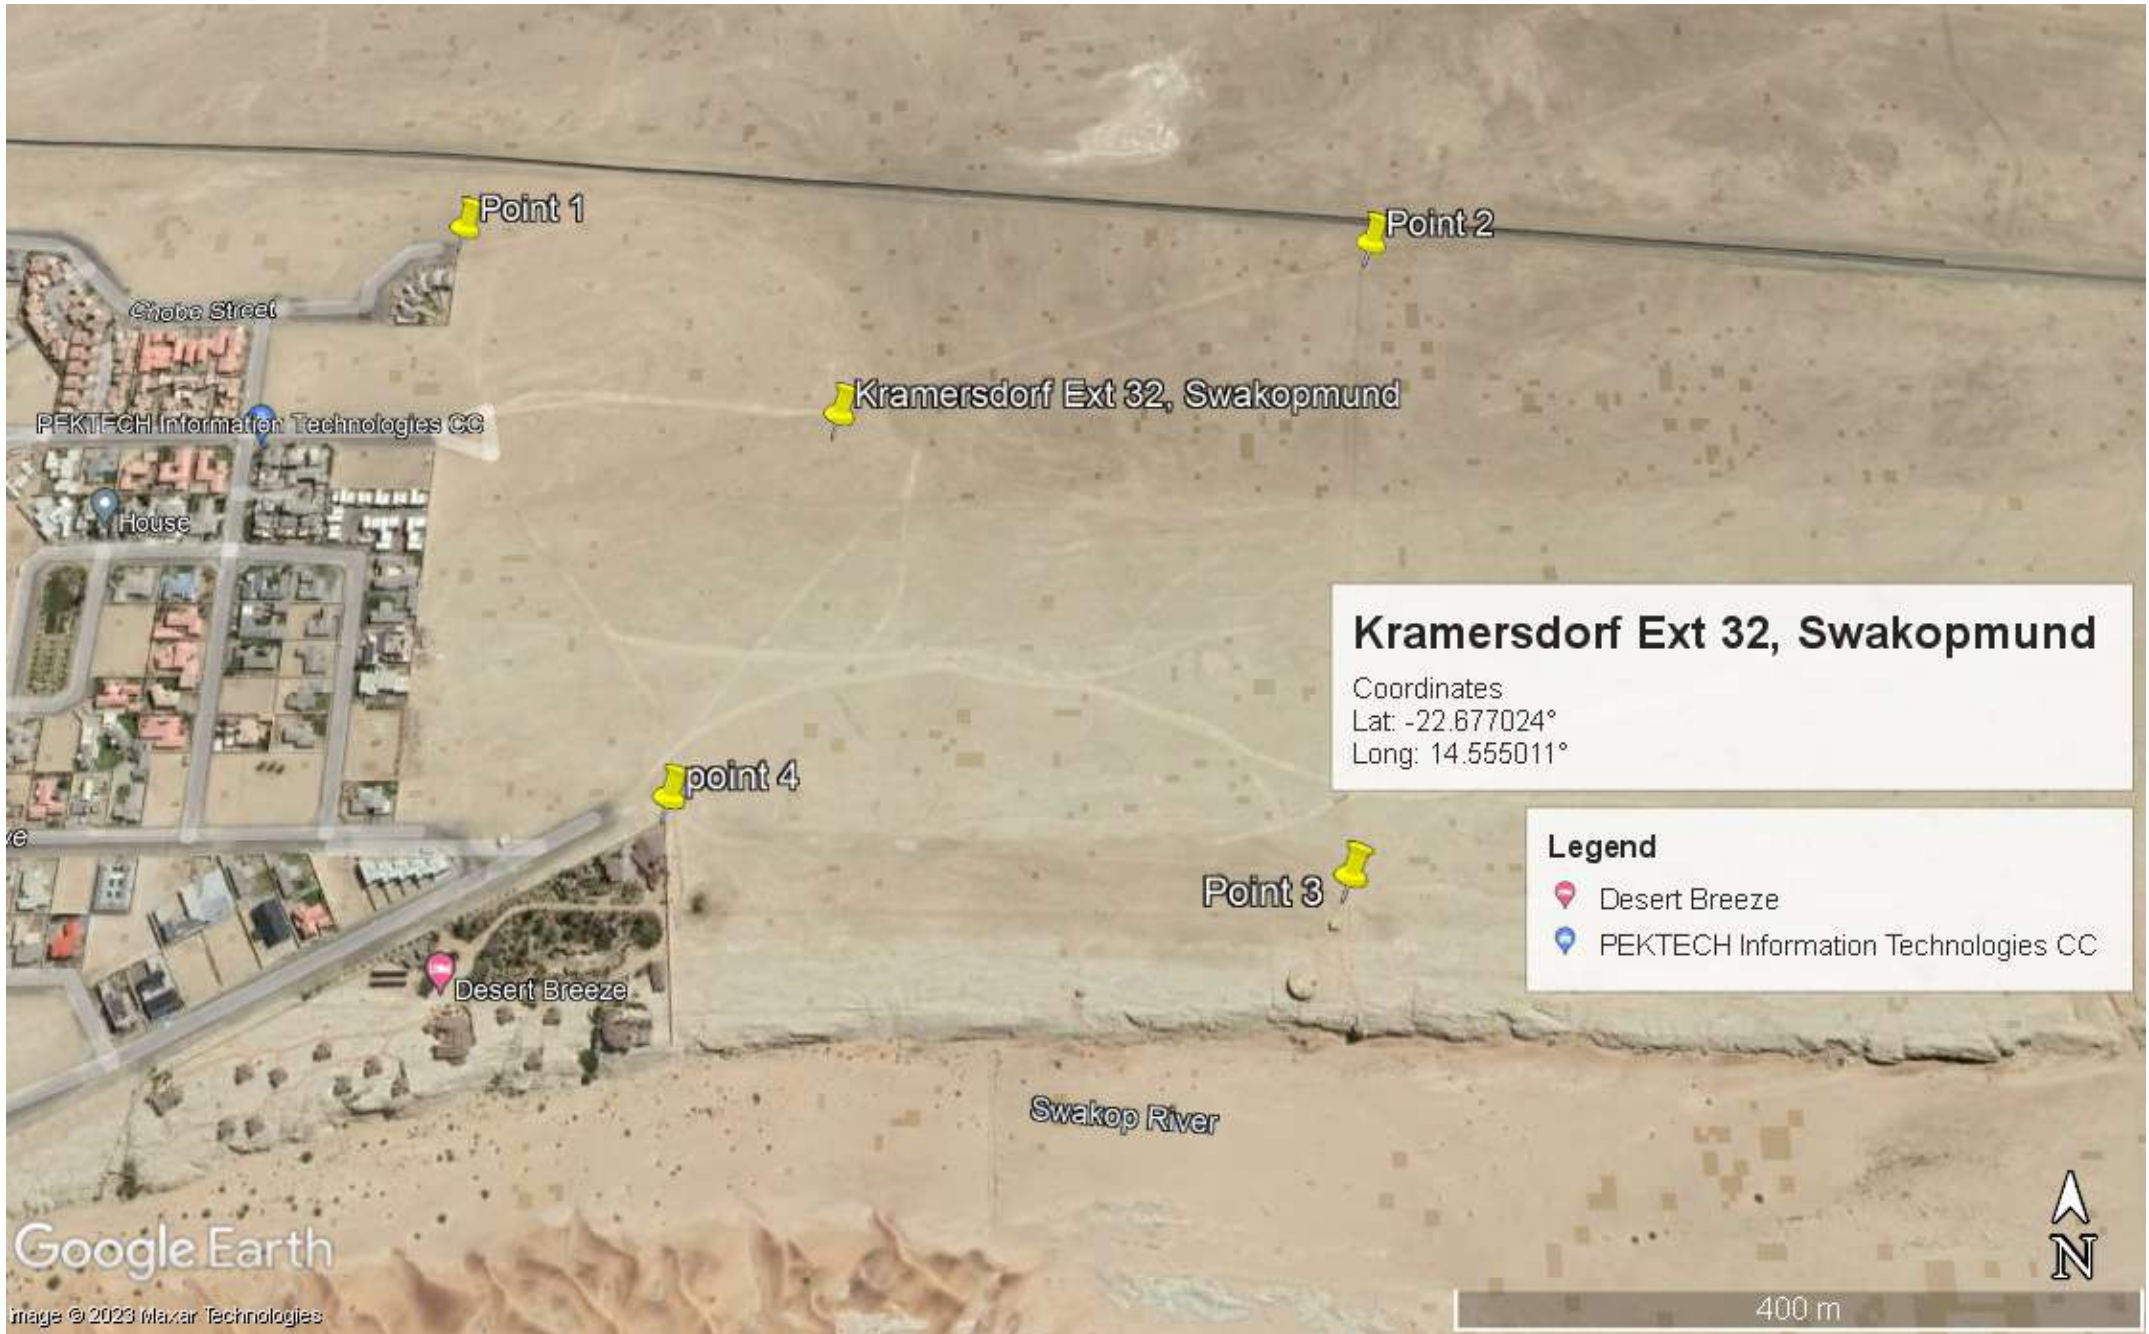 Point 1
Point 2
Chobe Street
Kramersdorf Ext 32, Swakopmund
PEKTECH Information Technologies CC
House
Kramersdorf Ext 32, Swakopmund
Coordinates
Lat: -22.677024°
Long: 14.555011°
point 4
ve
Legend
Point 3
Desert Breeze
PEKTECH Information Technologies CC
Desert Breeze
Swakop River
N
Google Earth
Image © 2023 Maxar Technologies
400 m